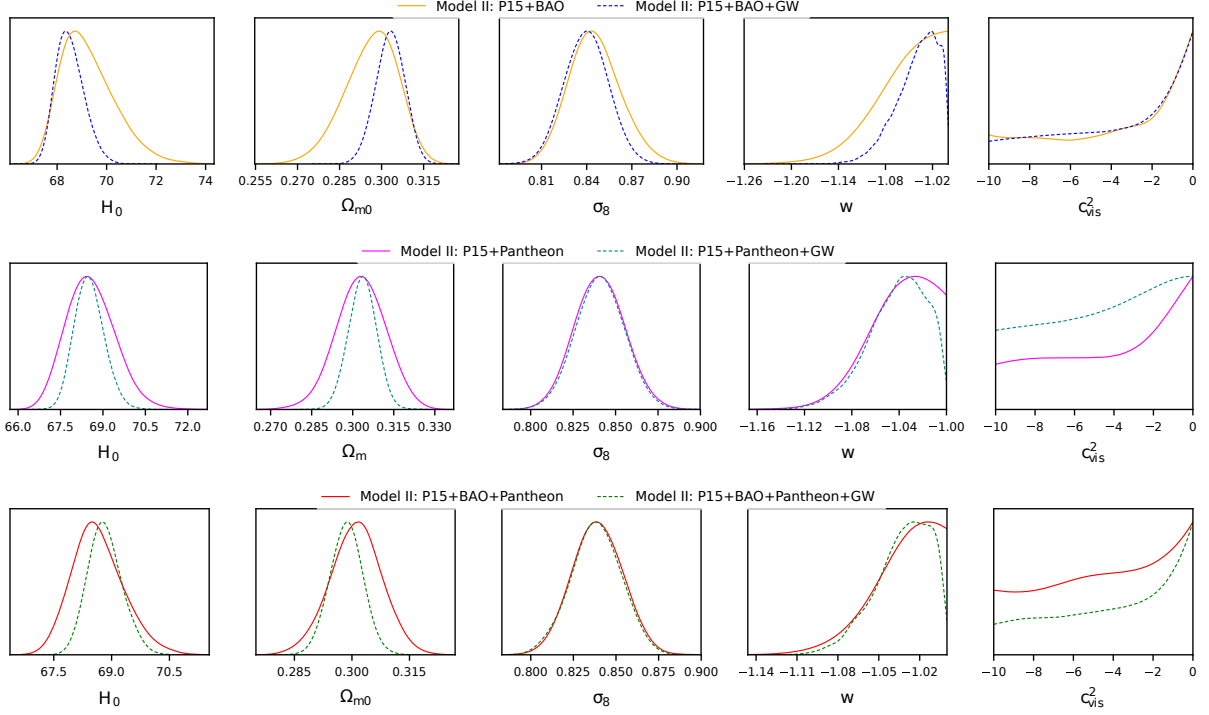 Model II: P15+BAO Model II: P15+BAO+GW
68 70 72 74 0.255 0.270 0.285 0.300 0.315 0.81 0.84 0.87 0.90 −1.26 −1.20 −1.14 −1.08 −1.02 −10 −8 −6 −4 −2 0
H₀ Ωₘ₀ σ₈ w c²ᵥᵢₛ
Model II: P15+Pantheon Model II: P15+Pantheon+GW
66.0 67.5 69.0 70.5 72.0 0.270 0.285 0.300 0.315 0.330 0.800 0.825 0.850 0.875 0.900 −1.16 −1.12 −1.08 −1.04 −1.00 −10 −8 −6 −4 −2 0
H₀ Ωₘ σ₈ w c²ᵥᵢₛ
Model II: P15+BAO+Pantheon Model II: P15+BAO+Pantheon+GW
67.5 69.0 70.5 0.285 0.300 0.315 0.800 0.825 0.850 0.875 0.900 −1.14 −1.11 −1.08 −1.05 −1.02 −10 −8 −6 −4 −2 0
H₀ Ωₘ₀ σ₈ w c²ᵥᵢₛ